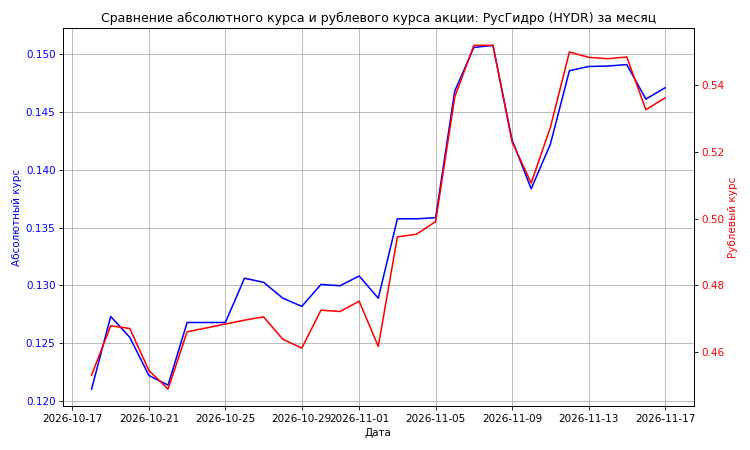 Сравнение абсолютного курса и рублевого курса акции: РусГидро (HYDR) за месяц
Абсолютный курс
0.150
0.145
0.140
0.135
0.130
0.125
0.120
0.54
0.52
0.50
0.48
0.46
Рублевый курс
2026-10-17 2026-10-21 2026-10-25 2026-10-29 2026-11-01 2026-11-05 2026-11-09 2026-11-13 2026-11-17
Дата